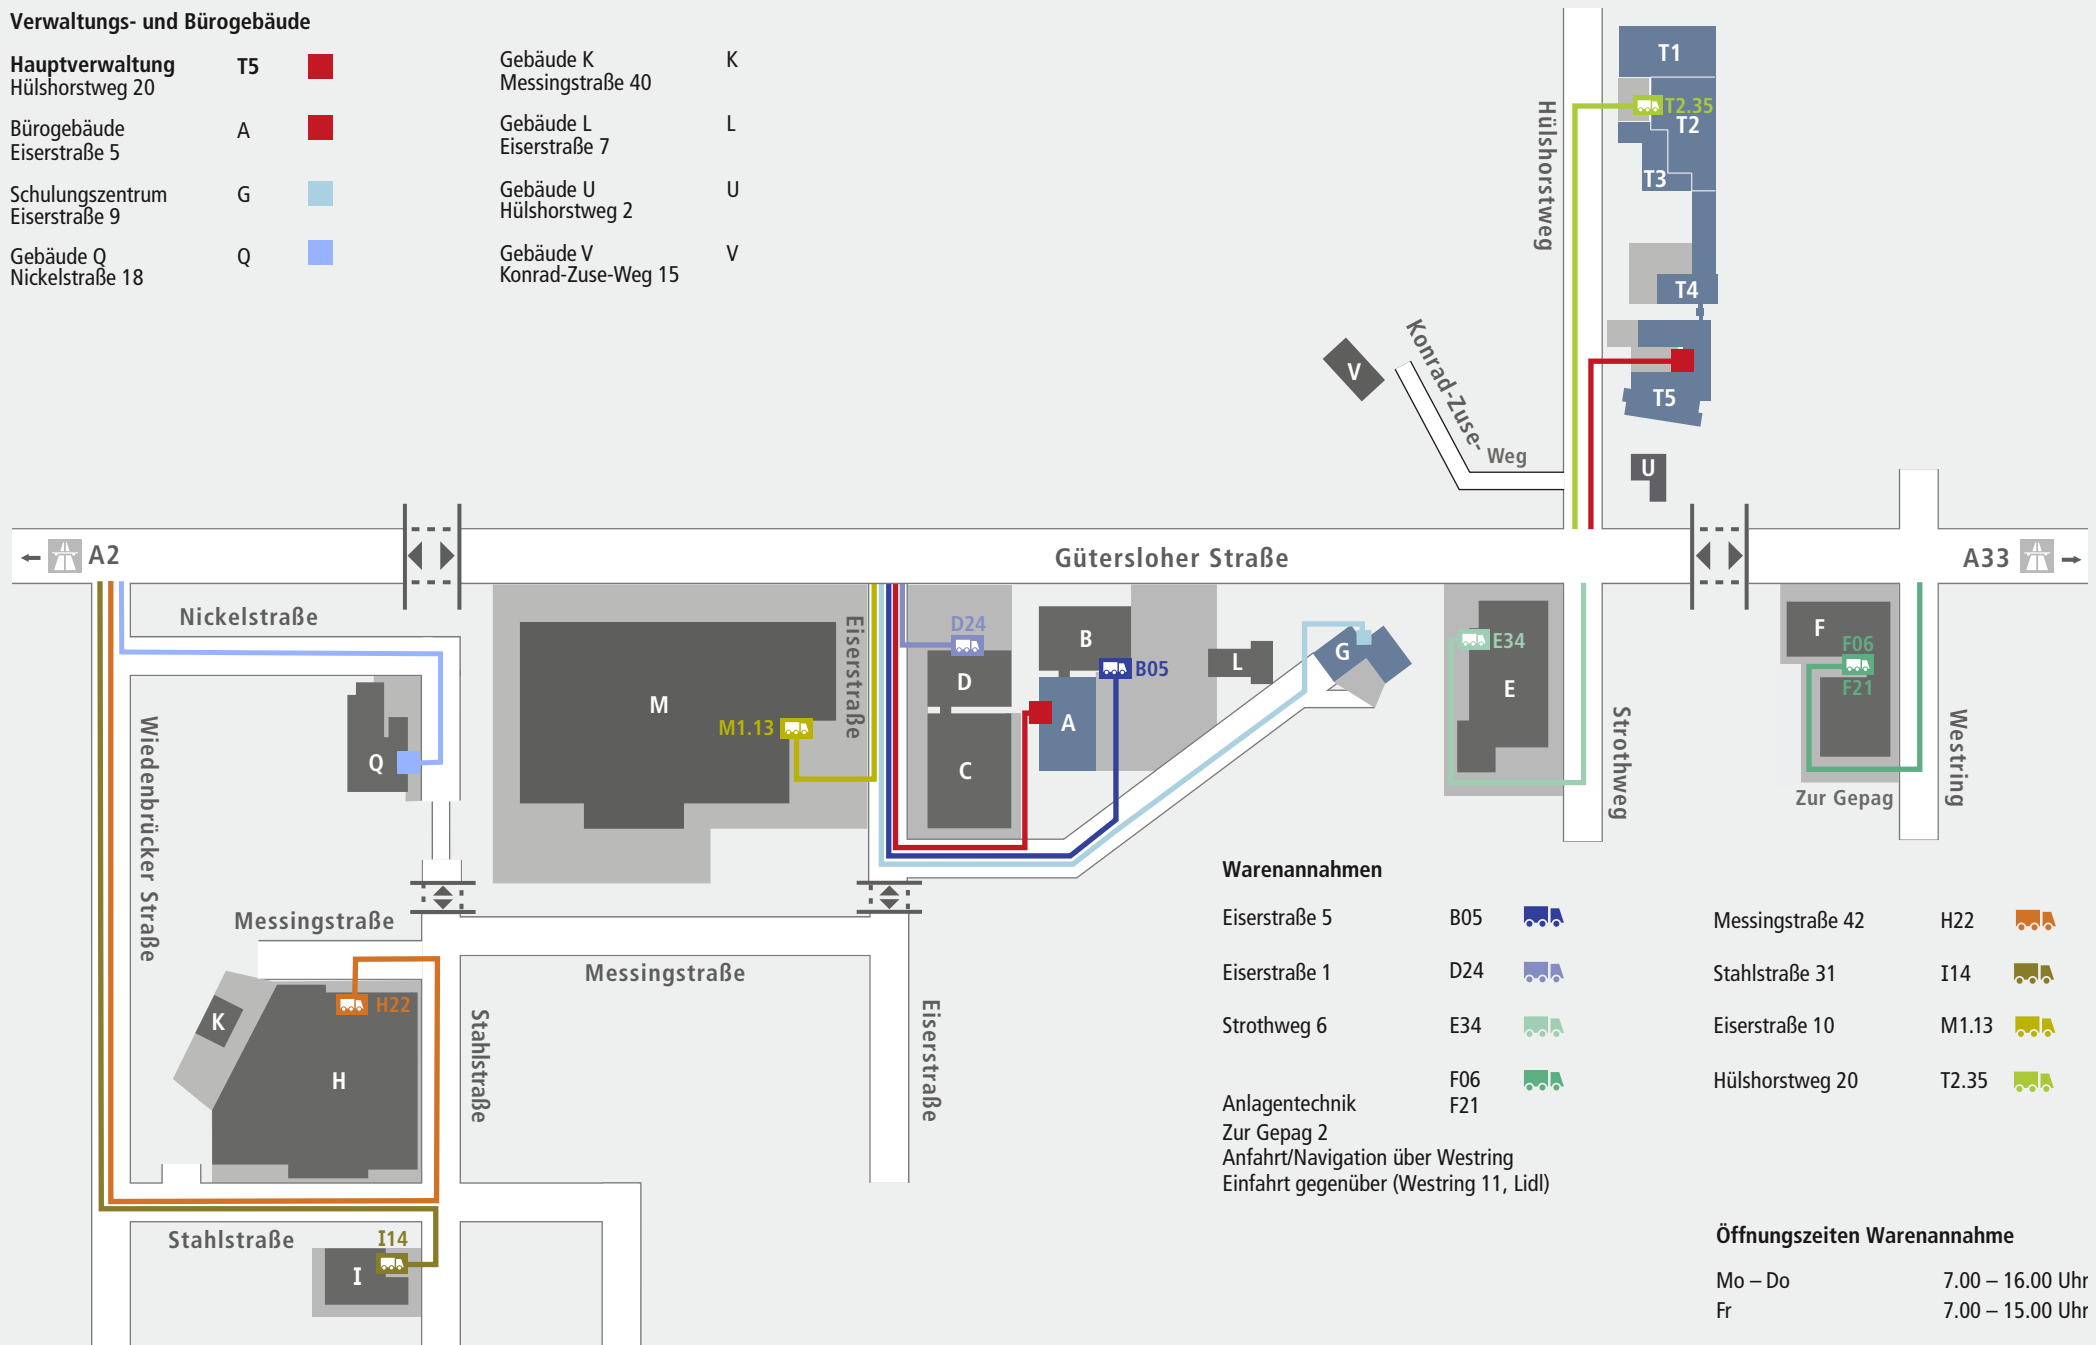 Verwaltungs- und Bürogebäude
Hauptverwaltung T5
Hülshorstweg 20
Bürogebäude A
Eiserstraße 5
Schulungszentrum G
Eiserstraße 9
Gebäude Q Q
Nickelstraße 18
Gebäude K K
Messingstraße 40
Gebäude L L
Eiserstraße 7
Gebäude U U
Hülshorstweg 2
Gebäude V V
Konrad-Zuse-Weg 15
T1
T2.35
T2
T3
T4
T5
Hülshorstweg
Konrad-Zuse-
Weg
V
U
A2
Gütersloher Straße
A33
Nickelstraße
Wiedenbrücker Straße
Q
M
M1.13
Eiserstraße
D24
D
C
B
B05
A
L
G
E34
E
Strothweg
F
F06
F21
Westring
Zur Gepag
Messingstraße
Messingstraße
K
H22
H
Stahlstraße
Eiserstraße
Stahlstraße
I14
I
Warenannahmen
Eiserstraße 5 B05
Eiserstraße 1 D24
Strothweg 6 E34
F06
Anlagentechnik F21
Zur Gepag 2
Anfahrt/Navigation über Westring
Einfahrt gegenüber (Westring 11, Lidl)
Messingstraße 42 H22
Stahlstraße 31 I14
Eiserstraße 10 M1.13
Hülshorstweg 20 T2.35
Öffnungszeiten Warenannahme
Mo – Do 7.00 – 16.00 Uhr
Fr 7.00 – 15.00 Uhr